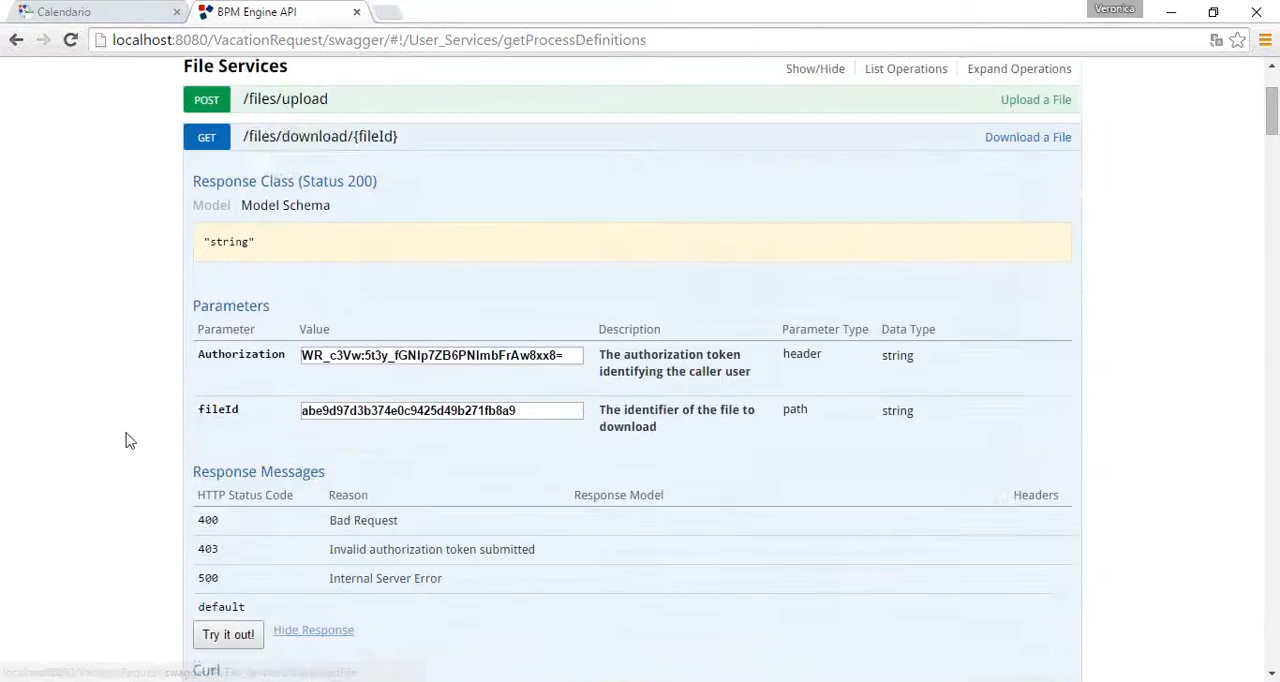 Calendario
BPM Engine API
Veronica
localhost:8080/VacationRequest/swagger/#!/User_Services/getProcessDefinitions
File Services
Show/Hide List Operations Expand Operations
POST /files/upload Upload a File
GET /files/download/{fileId} Download a File
Response Class (Status 200)
Model Model Schema
"string"
Parameters
Parameter Value Description Parameter Type Data Type
Authorization WR_c3Vw:5t3y_fGNlp7ZB6PNlmbFrAw8xx8= The authorization token header string
identifying the caller user
fileId abe9d97d3b374e0c9425d49b271fb8a9 The identifier of the file to path string
download
Response Messages
HTTP Status Code Reason Response Model Headers
400 Bad Request
403 Invalid authorization token submitted
500 Internal Server Error
default
Try it out! Hide Response
Curl